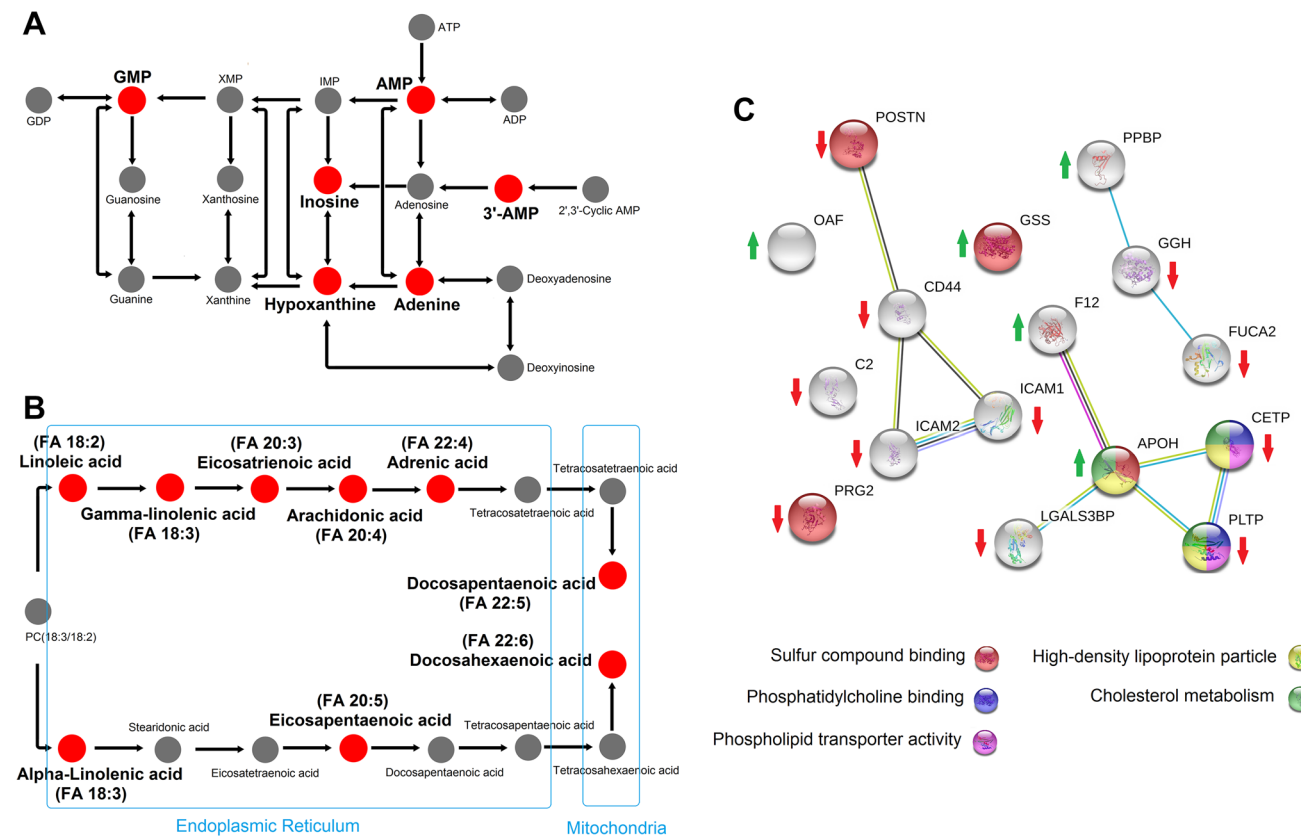 A
ATP
GMP
XMP
IMP
AMP
GDP
ADP
Guanosine
Xanthosine
Inosine
Adenosine
3'-AMP
2',3'-Cyclic AMP
Guanine
Xanthine
Hypoxanthine
Adenine
Deoxyadenosine
Deoxyinosine
B
(FA 18:2)
Linoleic acid
(FA 20:3)
Eicosatrienoic acid
(FA 22:4)
Adrenic acid
Tetracosatetraenoic acid
Gamma-linolenic acid
(FA 18:3)
Arachidonic acid
(FA 20:4)
Tetracosatetraenoic acid
Docosapentaenoic acid
(FA 22:5)
PC(18:3/18:2)
(FA 22:6)
Docosahexaenoic acid
Stearidonic acid
(FA 20:5)
Eicosapentaenoic acid
Tetracosapentaenoic acid
Alpha-Linolenic acid
(FA 18:3)
Eicosatetraenoic acid
Docosapentaenoic acid
Tetracosahexaenoic acid
Endoplasmic Reticulum
Mitochondria
C
POSTN
PPBP
OAF
GSS
GGH
CD44
F12
FUCA2
C2
ICAM1
ICAM2
CETP
APOH
PRG2
LGALS3BP
PLTP
Sulfur compound binding
High-density lipoprotein particle
Phosphatidylcholine binding
Cholesterol metabolism
Phospholipid transporter activity